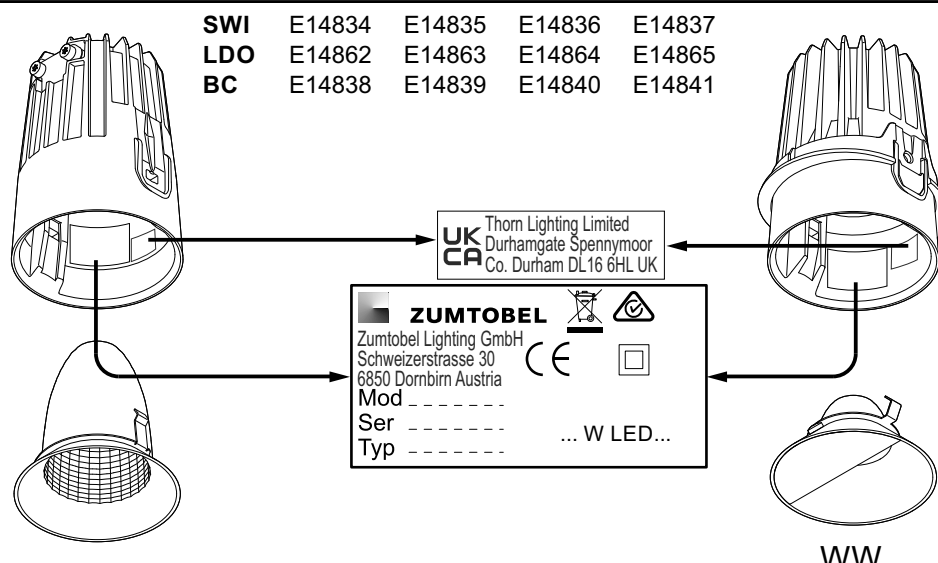 SWI E14834 E14835 E14836 E14837
LDO E14862 E14863 E14864 E14865
BC E14838 E14839 E14840 E14841
UK
CA
Thorn Lighting Limited
Durhamgate Spennymoor
Co. Durham DL16 6HL UK
ZUMTOBEL
Zumtobel Lighting GmbH
Schweizerstrasse 30
6850 Dornbirn Austria
CE
Mod _ _ _ _ _ _ _
Ser _ _ _ _ _ _ _
Typ _ _ _ _ _ _ _
... W LED...
WW